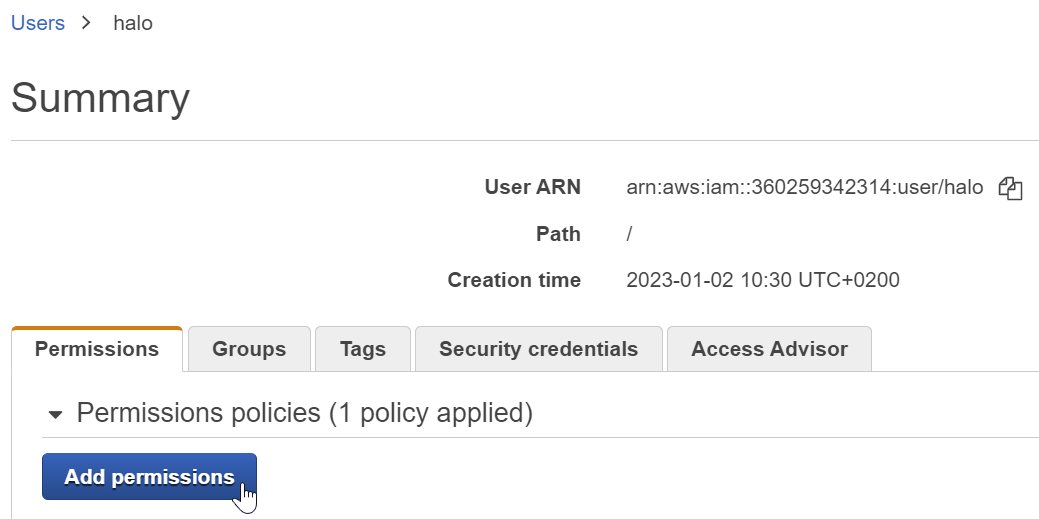 Users > halo
Summary
User ARN arn:aws:iam::360259342314:user/halo
Path /
Creation time 2023-01-02 10:30 UTC+0200
Permissions Groups Tags Security credentials Access Advisor
Permissions policies (1 policy applied)
Add permissions